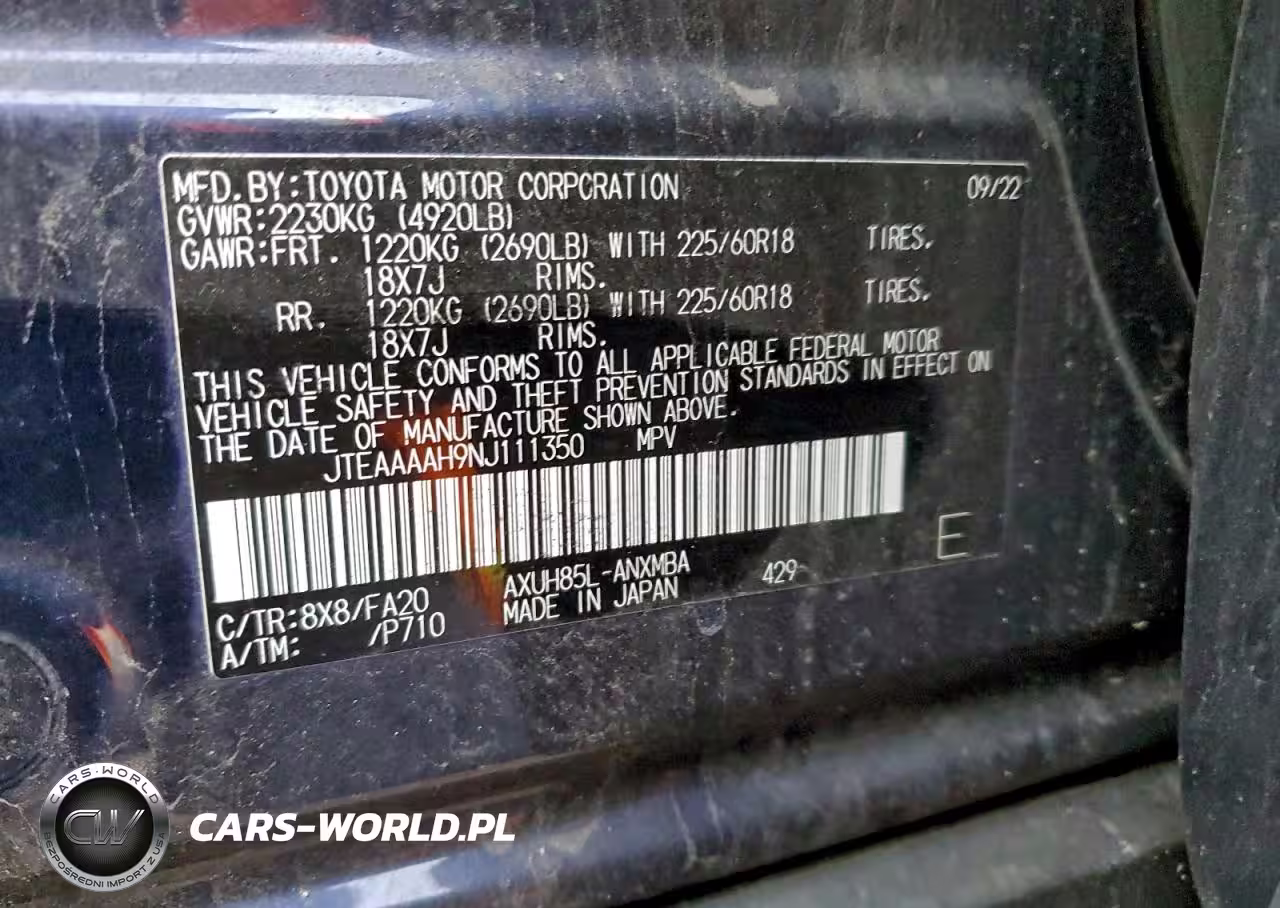 MFD.BY:TOYOTA MOTOR CORPORATION 09/22
GVWR:2230KG (4920LB)
GAWR:FRT. 1220KG (2690LB) WITH 225/60R18 TIRES.
18X7J RIMS.
RR. 1220KG (2690LB) WITH 225/60R18 TIRES.
18X7J RIMS.
THIS VEHICLE CONFORMS TO ALL APPLICABLE FEDERAL MOTOR
VEHICLE SAFETY AND THEFT PREVENTION STANDARDS IN EFFECT ON
THE DATE OF MANUFACTURE SHOWN ABOVE.
JTEAAAAH9NJ111350 MPV
E
C/TR:8X8/FA20 AXUH85L-ANXMBA 429
A/TM: /P710 MADE IN JAPAN
CARS-WORLD
CW
BEZPOŚREDNI IMPORT Z USA
CARS-WORLD.PL